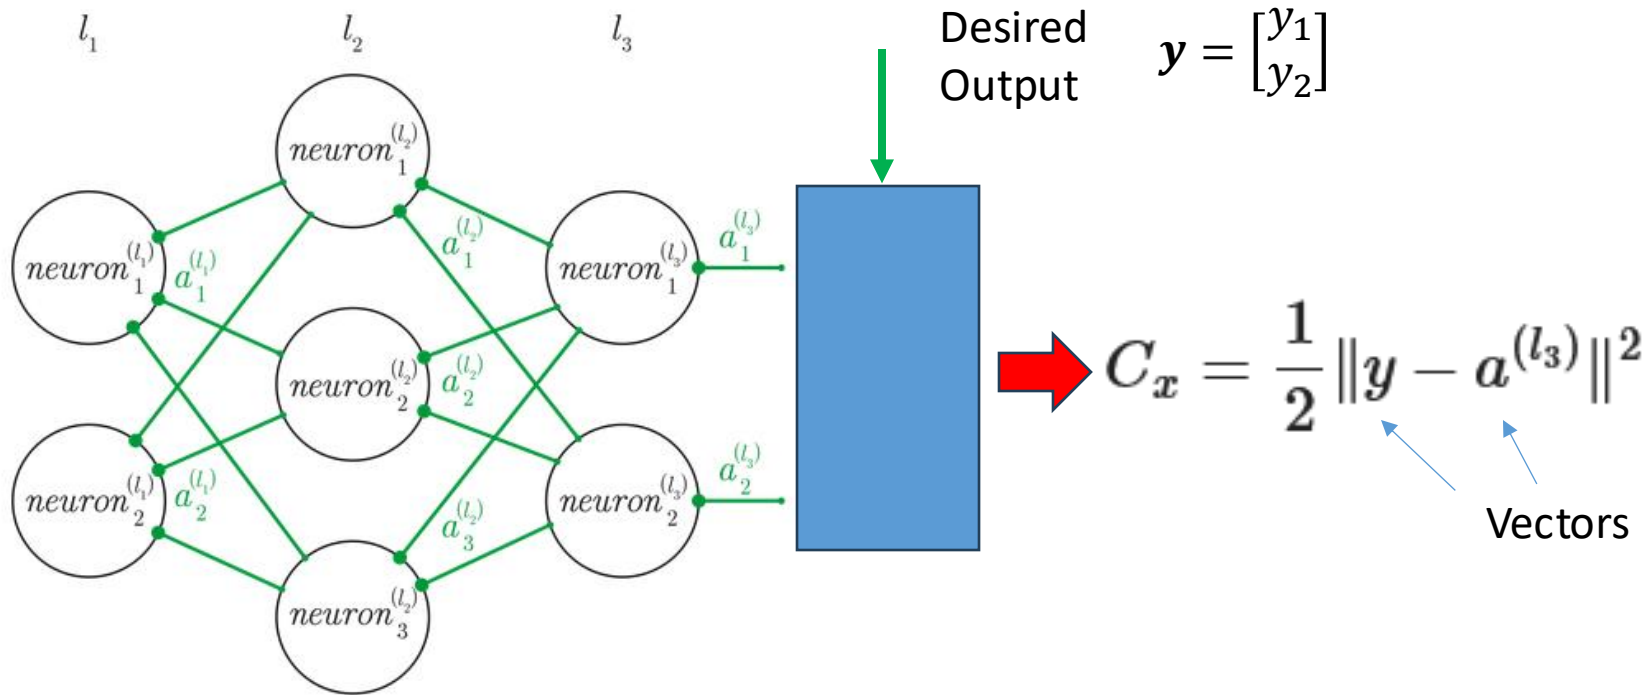 l₁ l₂ l₃
Desired
Output
y = [y₁ y₂]
neuron₁^(l₁)
a₁^(l₁)
neuron₂^(l₁)
a₂^(l₁)
neuron₁^(l₂)
a₁^(l₂)
neuron₂^(l₂)
a₂^(l₂)
neuron₃^(l₂)
a₃^(l₂)
neuron₁^(l₃)
a₁^(l₃)
neuron₂^(l₃)
a₂^(l₃)
Cₓ = 1/2 ‖y − a^(l₃)‖²
Vectors